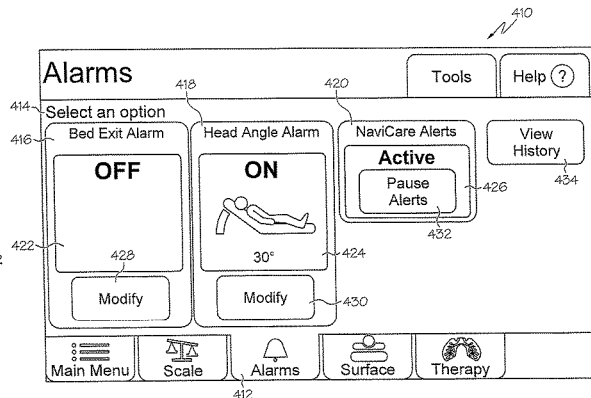 410
Alarms
Tools
Help ?
414
Select an option
418
420
416
Bed Exit Alarm
Head Angle Alarm
NaviCare Alerts
View History
OFF
ON
Active
Pause Alerts
426
434
432
422
428
30°
424
Modify
Modify
430
Main Menu
Scale
Alarms
Surface
Therapy
412